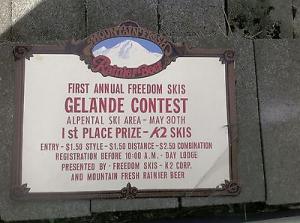 MOUNTAIN FRESH
Rainier Beer
FIRST ANNUAL FREEDOM SKIS
GELANDE CONTEST
ALPENTAL SKI AREA - MAY 30TH
1st PLACE PRIZE - K2 SKIS
ENTRY - $1.50 STYLE - $1.50 DISTANCE - $2.50 COMBINATION
REGISTRATION BEFORE 10:00 A.M. - DAY LODGE
PRESENTED BY - FREEDOM SKIS - K2 CORP.
AND MOUNTAIN FRESH RAINIER BEER